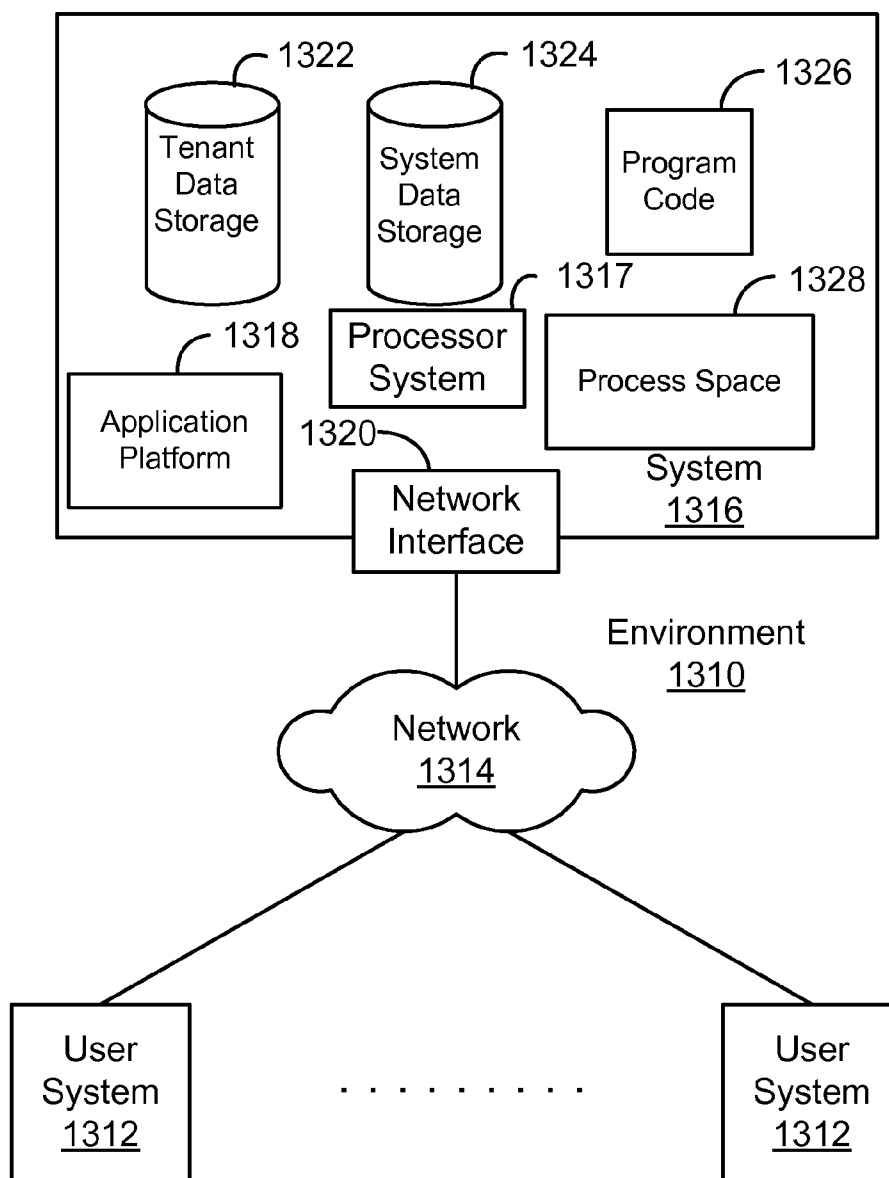 1322
1324
1326
Tenant
Data
Storage
System
Data
Storage
Program
Code
1317
1328
1318
Processor
System
Process Space
Application
Platform
1320
System
1316
Network
Interface
Environment
1310
Network
1314
User
System
1312
. . . . . . . . .
User
System
1312